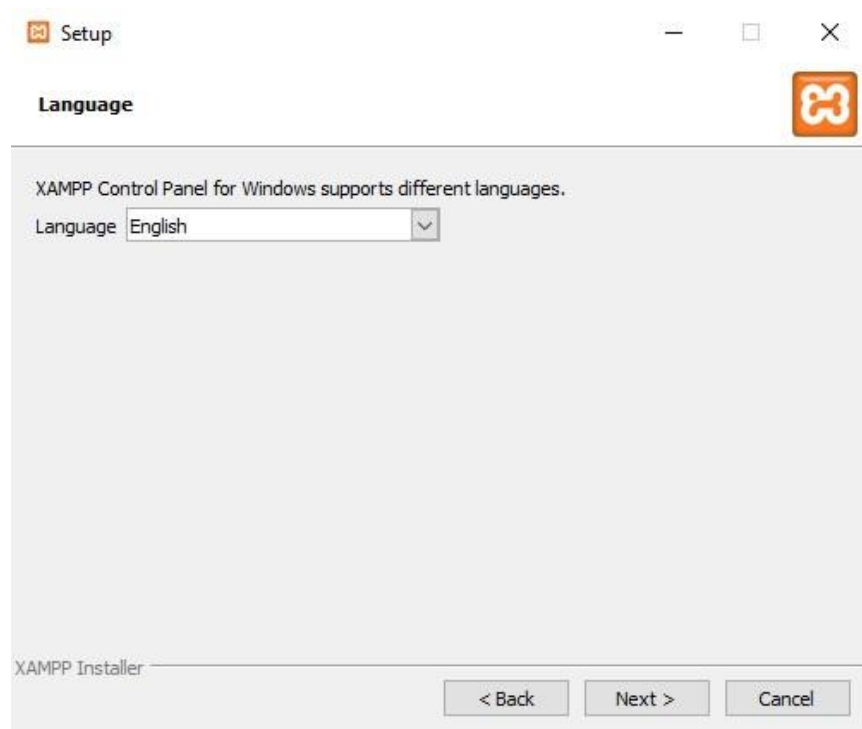 Setup
Language
XAMPP Control Panel for Windows supports different languages.
Language English
XAMPP Installer
< Back Next > Cancel